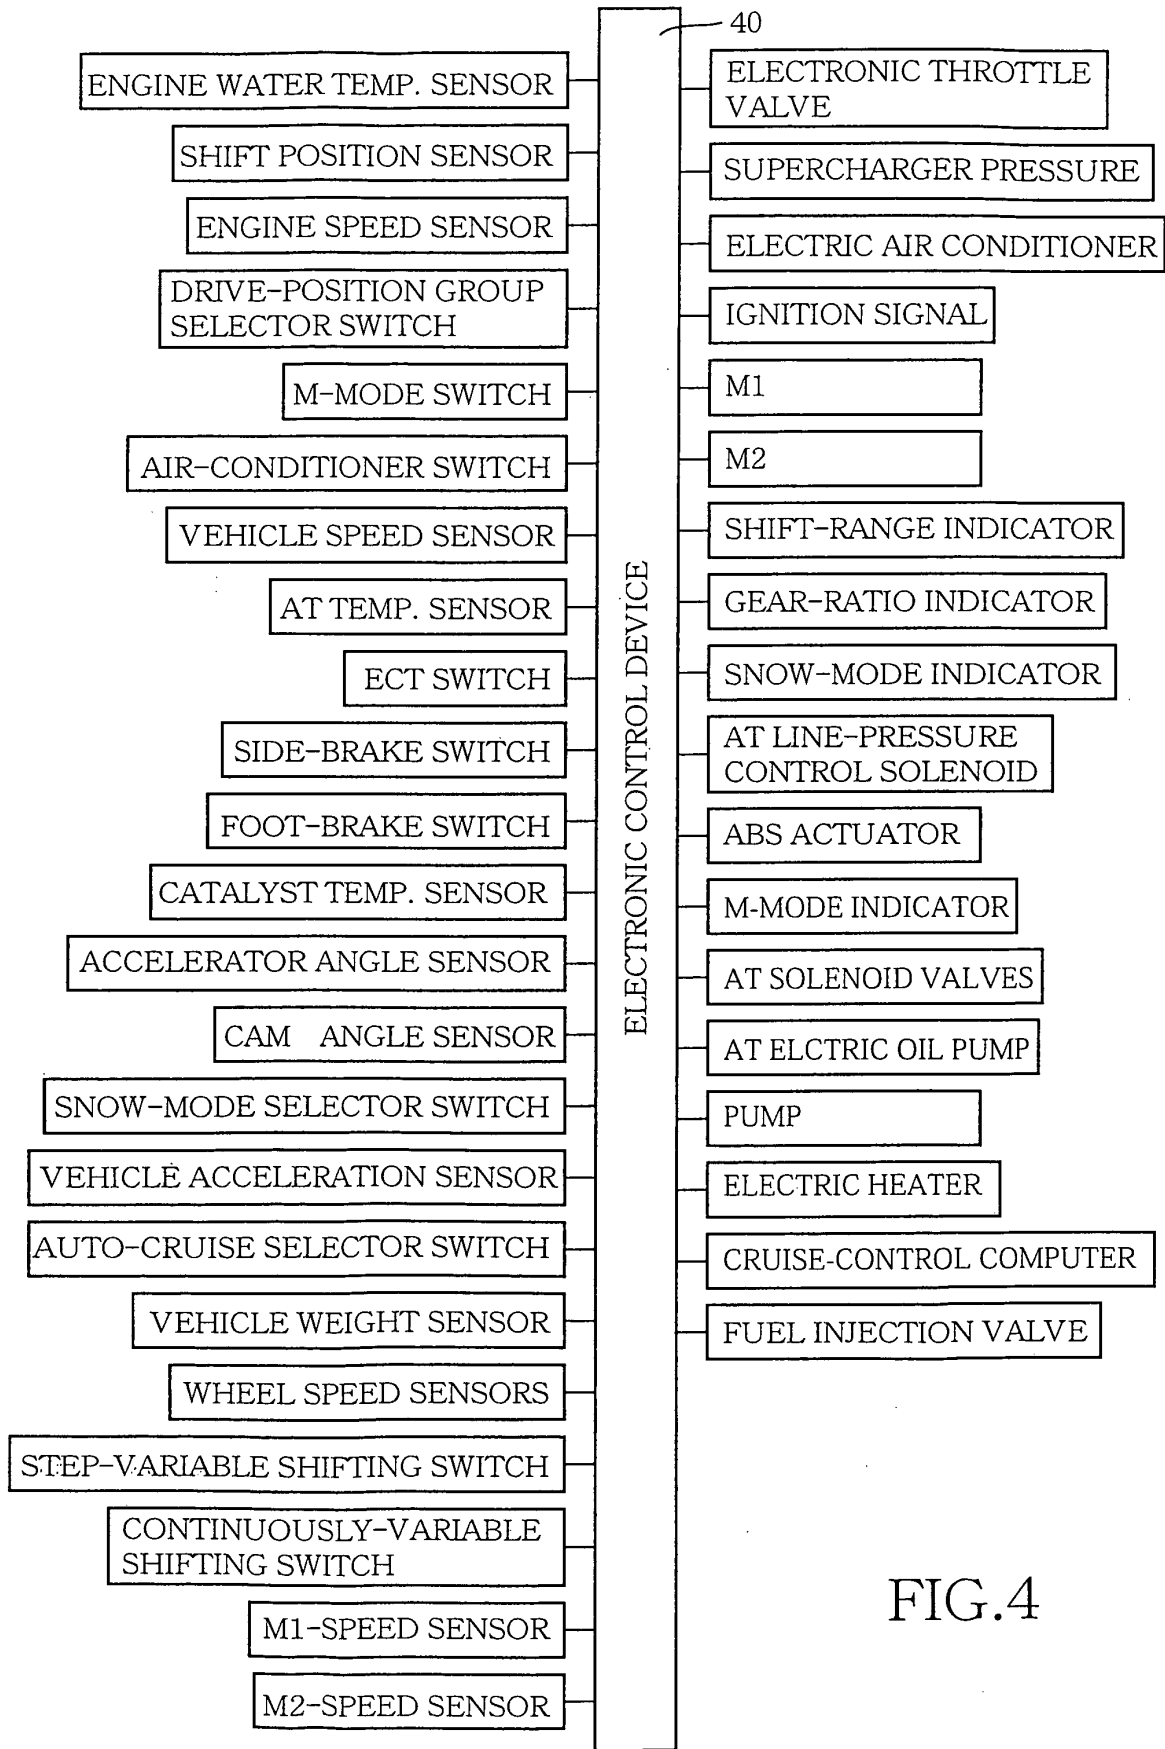 40
ENGINE WATER TEMP. SENSOR
SHIFT POSITION SENSOR
ENGINE SPEED SENSOR
DRIVE-POSITION GROUP
SELECTOR SWITCH
M-MODE SWITCH
AIR-CONDITIONER SWITCH
VEHICLE SPEED SENSOR
AT TEMP. SENSOR
ECT SWITCH
SIDE-BRAKE SWITCH
FOOT-BRAKE SWITCH
CATALYST TEMP. SENSOR
ACCELERATOR ANGLE SENSOR
CAM ANGLE SENSOR
SNOW-MODE SELECTOR SWITCH
VEHICLE ACCELERATION SENSOR
AUTO-CRUISE SELECTOR SWITCH
VEHICLE WEIGHT SENSOR
WHEEL SPEED SENSORS
STEP-VARIABLE SHIFTING SWITCH
CONTINUOUSLY-VARIABLE
SHIFTING SWITCH
M1-SPEED SENSOR
M2-SPEED SENSOR
ELECTRONIC CONTROL DEVICE
ELECTRONIC THROTTLE
VALVE
SUPERCHARGER PRESSURE
ELECTRIC AIR CONDITIONER
IGNITION SIGNAL
M1
M2
SHIFT-RANGE INDICATOR
GEAR-RATIO INDICATOR
SNOW-MODE INDICATOR
AT LINE-PRESSURE
CONTROL SOLENOID
ABS ACTUATOR
M-MODE INDICATOR
AT SOLENOID VALVES
AT ELCTRIC OIL PUMP
PUMP
ELECTRIC HEATER
CRUISE-CONTROL COMPUTER
FUEL INJECTION VALVE
FIG.4